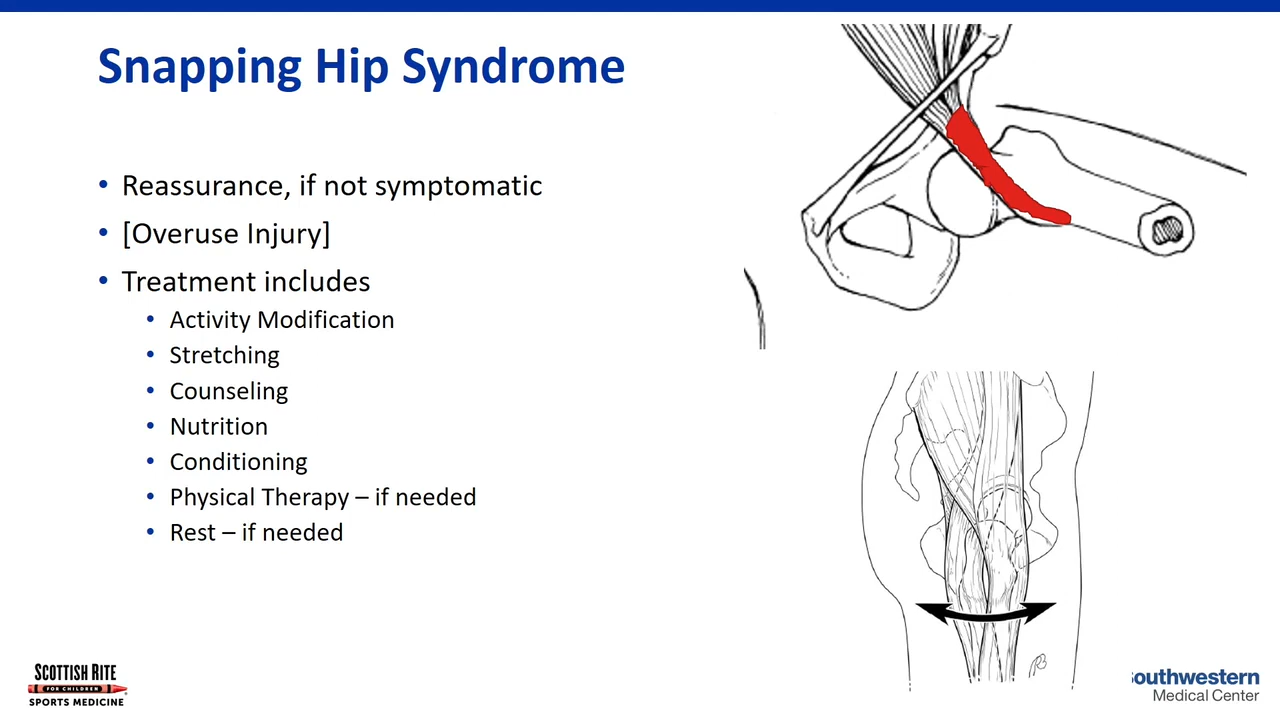 Snapping Hip Syndrome
• Reassurance, if not symptomatic
• [Overuse Injury]
• Treatment includes
• Activity Modification
• Stretching
• Counseling
• Nutrition
• Conditioning
• Physical Therapy – if needed
• Rest – if needed
SCOTTISH RITE
FOR CHILDREN
SPORTS MEDICINE
outhwestern
Medical Center